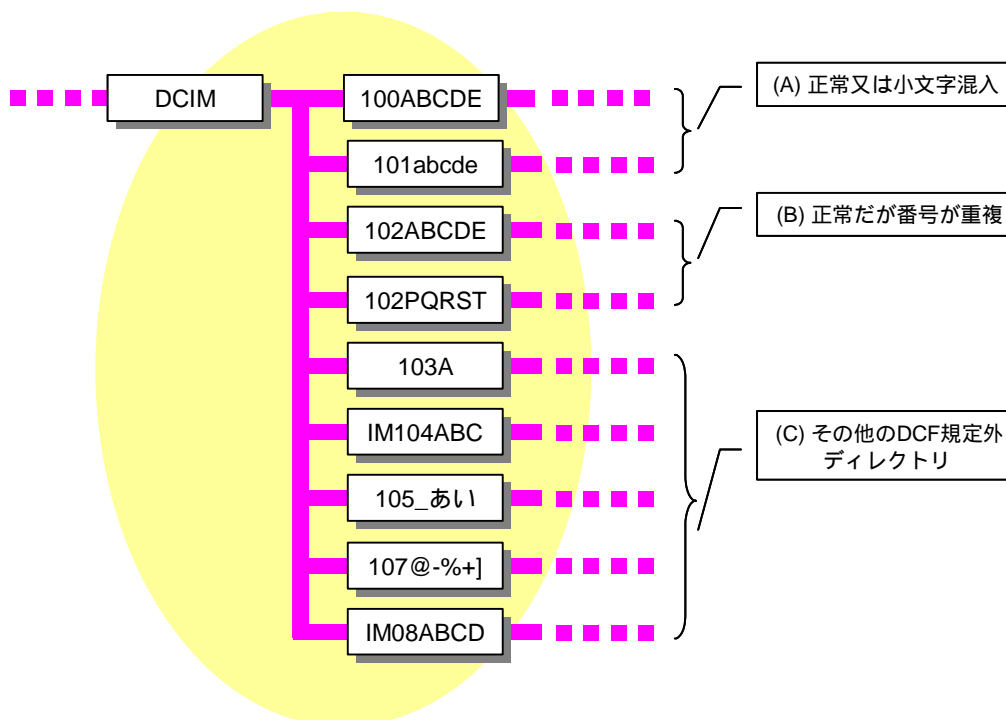 DCIM
100ABCDE
101abcde
102ABCDE
102PQRST
103A
IM104ABC
105_あい
107@-%+]
IM08ABCD
(A) 正常又は小文字混入
(B) 正常だが番号が重複
(C) その他のDCF規定外
ディレクトリ